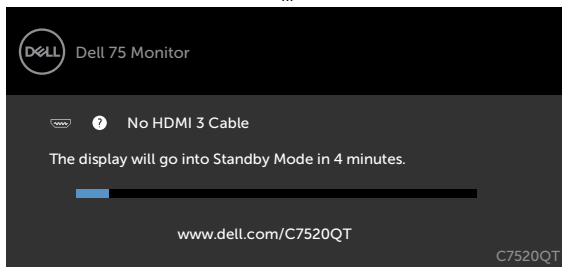 ...
DELL
Dell 75 Monitor
? No HDMI 3 Cable
The display will go into Standby Mode in 4 minutes.
www.dell.com/C7520QT
C7520QT